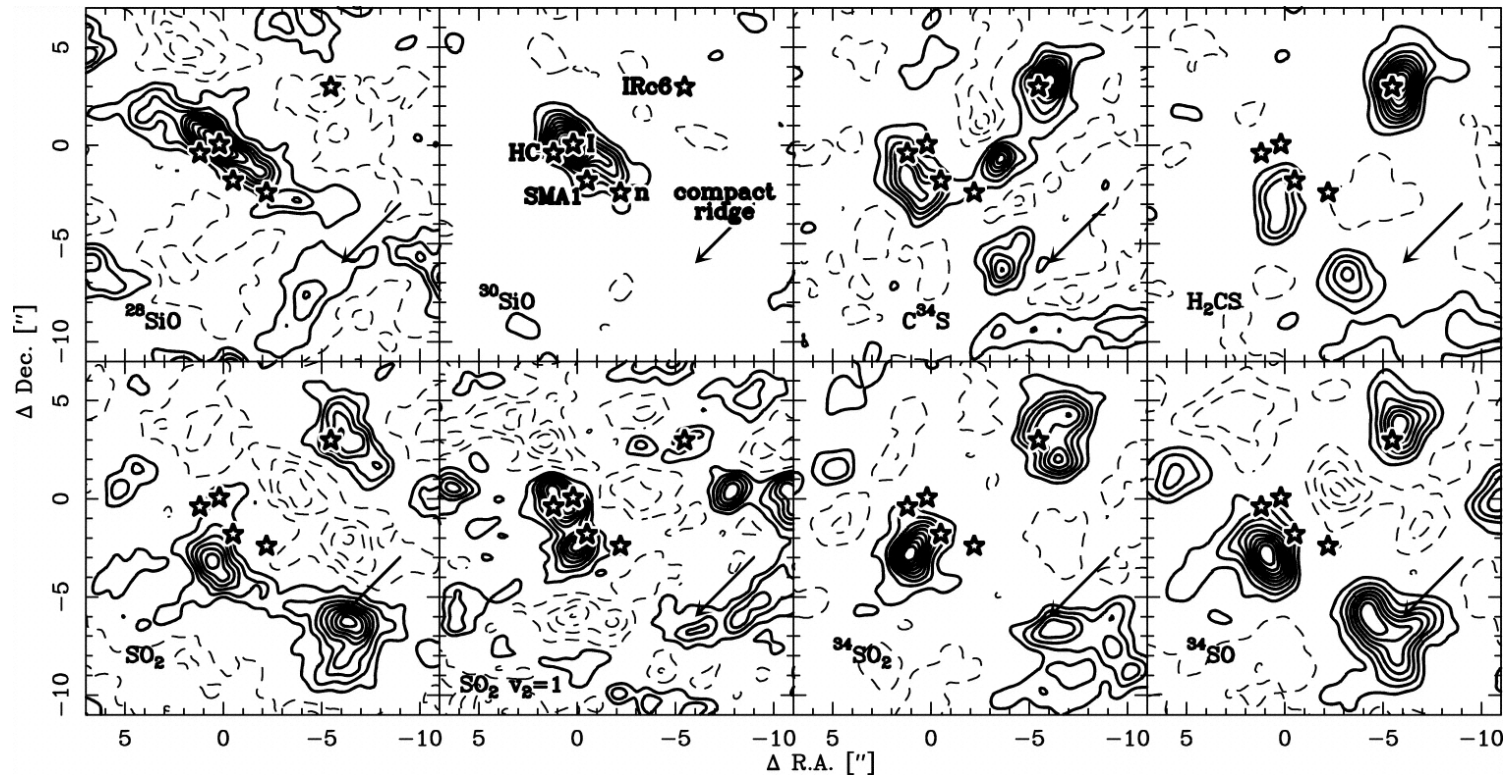 5
0
−5
−10
Δ Dec. ["]
²⁸SiO
IRc6
HC
I
SMA1
n
compact
ridge
³⁰SiO
C³⁴S
H₂CS
5
0
−5
−10
SO₂
SO₂ v₂=1
³⁴SO₂
³⁴SO
5 0 −5 −10 5 0 −5 −10 5 0 −5 −10 5 0 −5 −10
Δ R.A. ["]